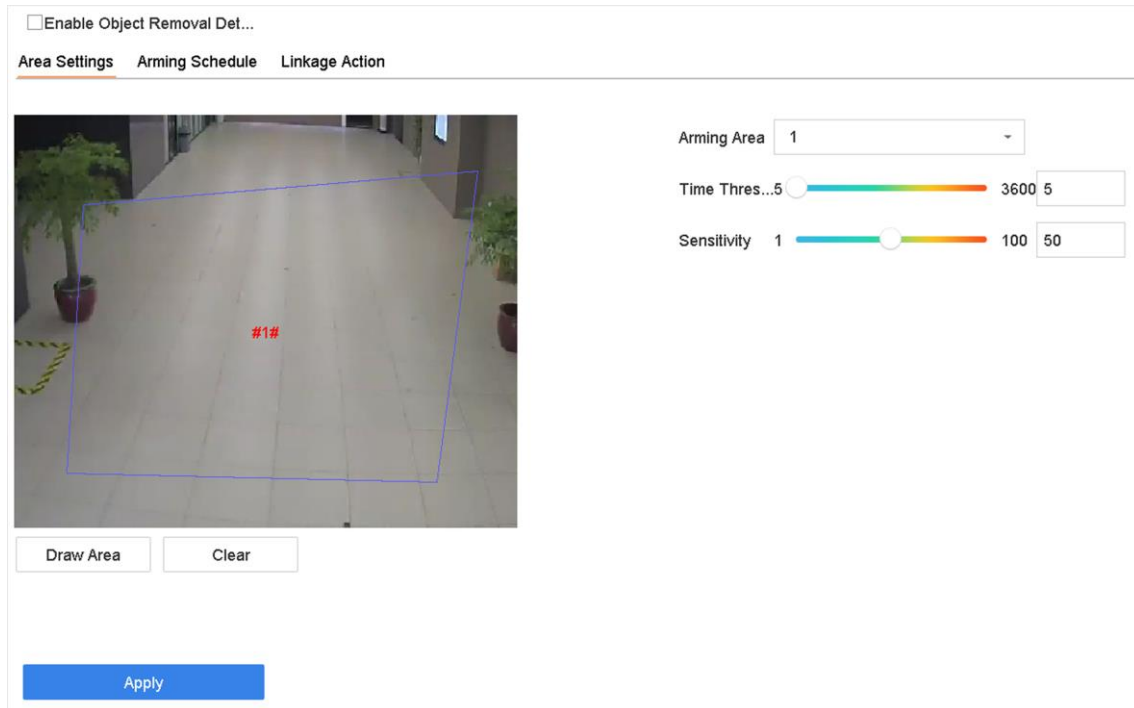 Enable Object Removal Det...
Area Settings Arming Schedule Linkage Action
Arming Area 1
Time Thres...5 3600 5
Sensitivity 1 100 50
#1#
Draw Area Clear
Apply